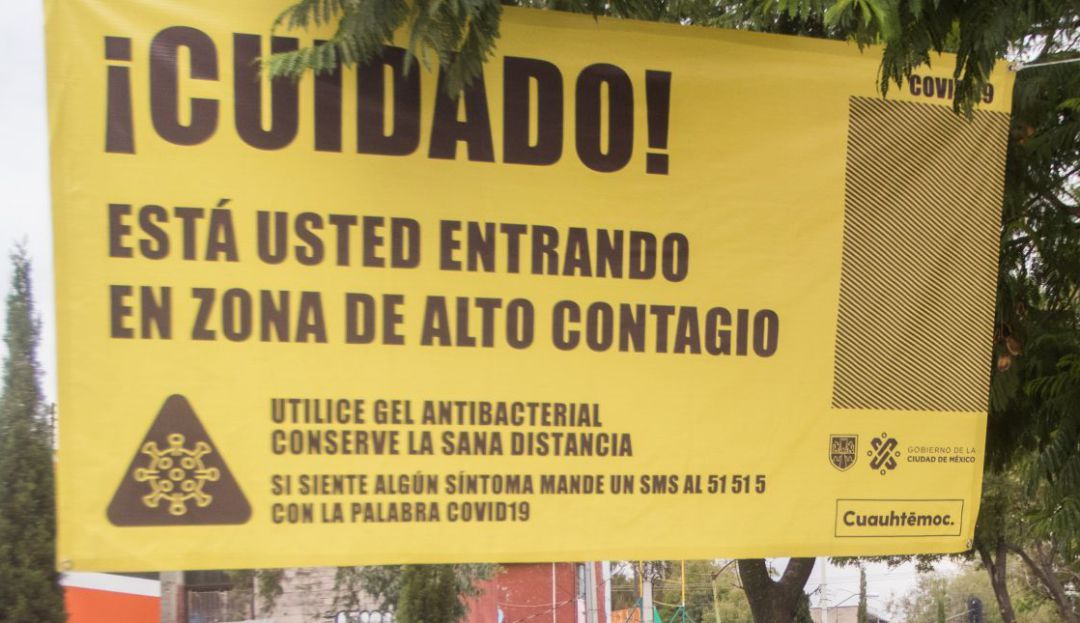 ¡CUIDADO!
COVID19
ESTÁ USTED ENTRANDO
EN ZONA DE ALTO CONTAGIO
UTILICE GEL ANTIBACTERIAL
CONSERVE LA SANA DISTANCIA
SI SIENTE ALGÚN SÍNTOMA MANDE UN SMS AL 51 51 5
CON LA PALABRA COVID19
GOBIERNO DE LA
CIUDAD DE MÉXICO
Cuauhtēmoc.